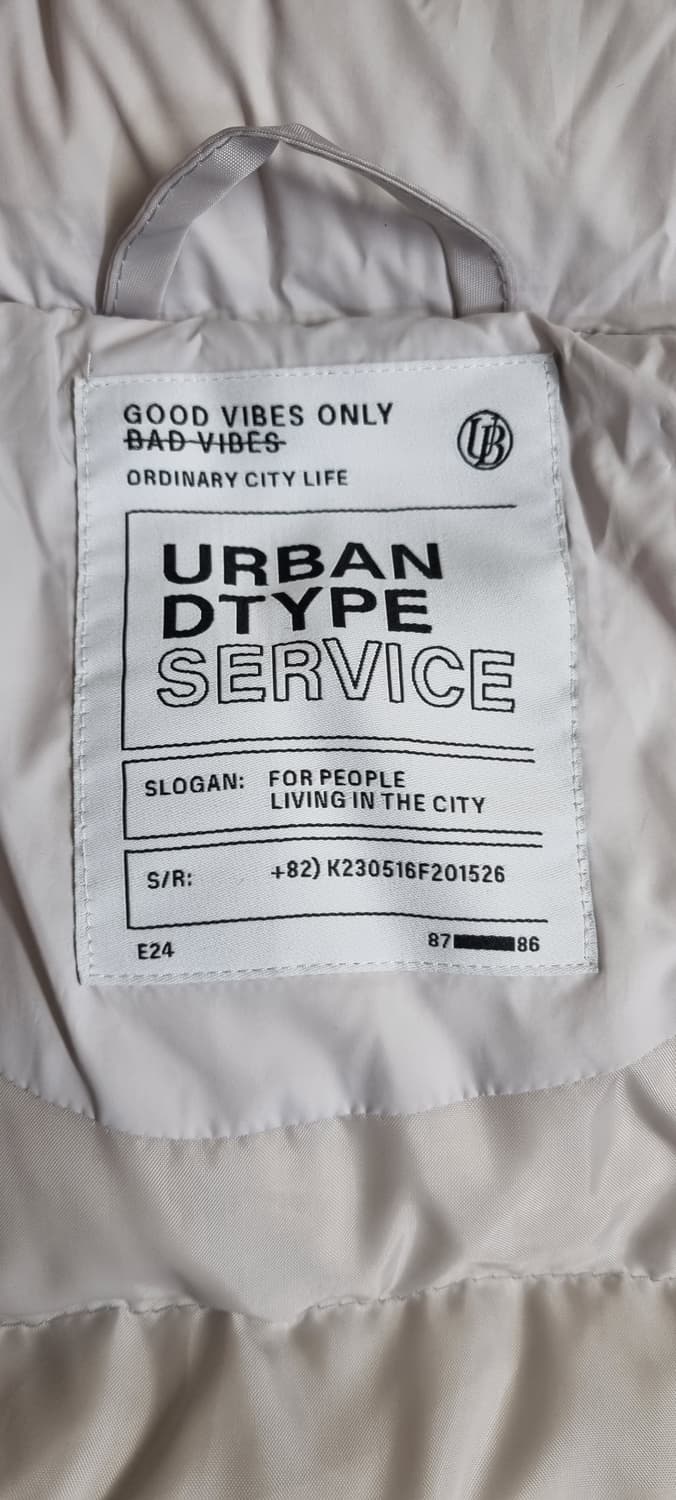 GOOD VIBES ONLY
BAD VIBES
ORDINARY CITY LIFE
UB
URBAN
DTYPE
SERVICE
SLOGAN: FOR PEOPLE
LIVING IN THE CITY
S/R: +82) K230516F201526
E24 87 86